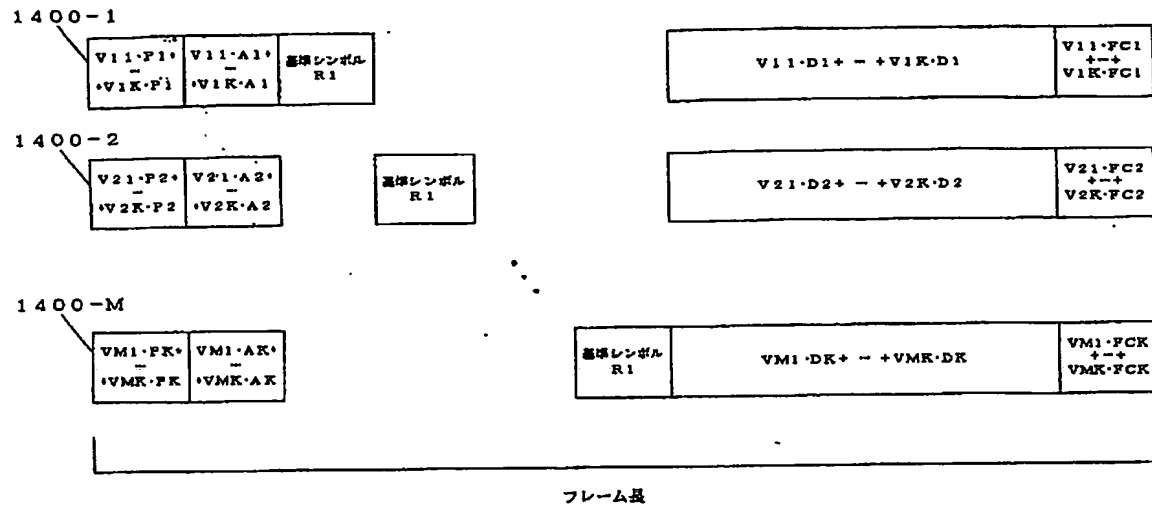 1400-1
V11·P1+
–
+V1K·P1
V11·A1+
–
+V1K·A1
基準シンボル
R1
V11·D1+ – +V1K·D1
V11·FC1
+–+
V1K·FC1
1400-2
V21·P2+
–
+V2K·P2
V21·A2+
–
+V2K·A2
基準シンボル
R1
V21·D2+ – +V2K·D2
V21·FC2
+–+
V2K·FC2
1400-M
VM1·PK+
–
+VMK·PK
VM1·AK+
–
+VMK·AK
基準シンボル
R1
VM1·DK+ – +VMK·DK
VM1·FCK
+–+
VMK·FCK
フレーム長